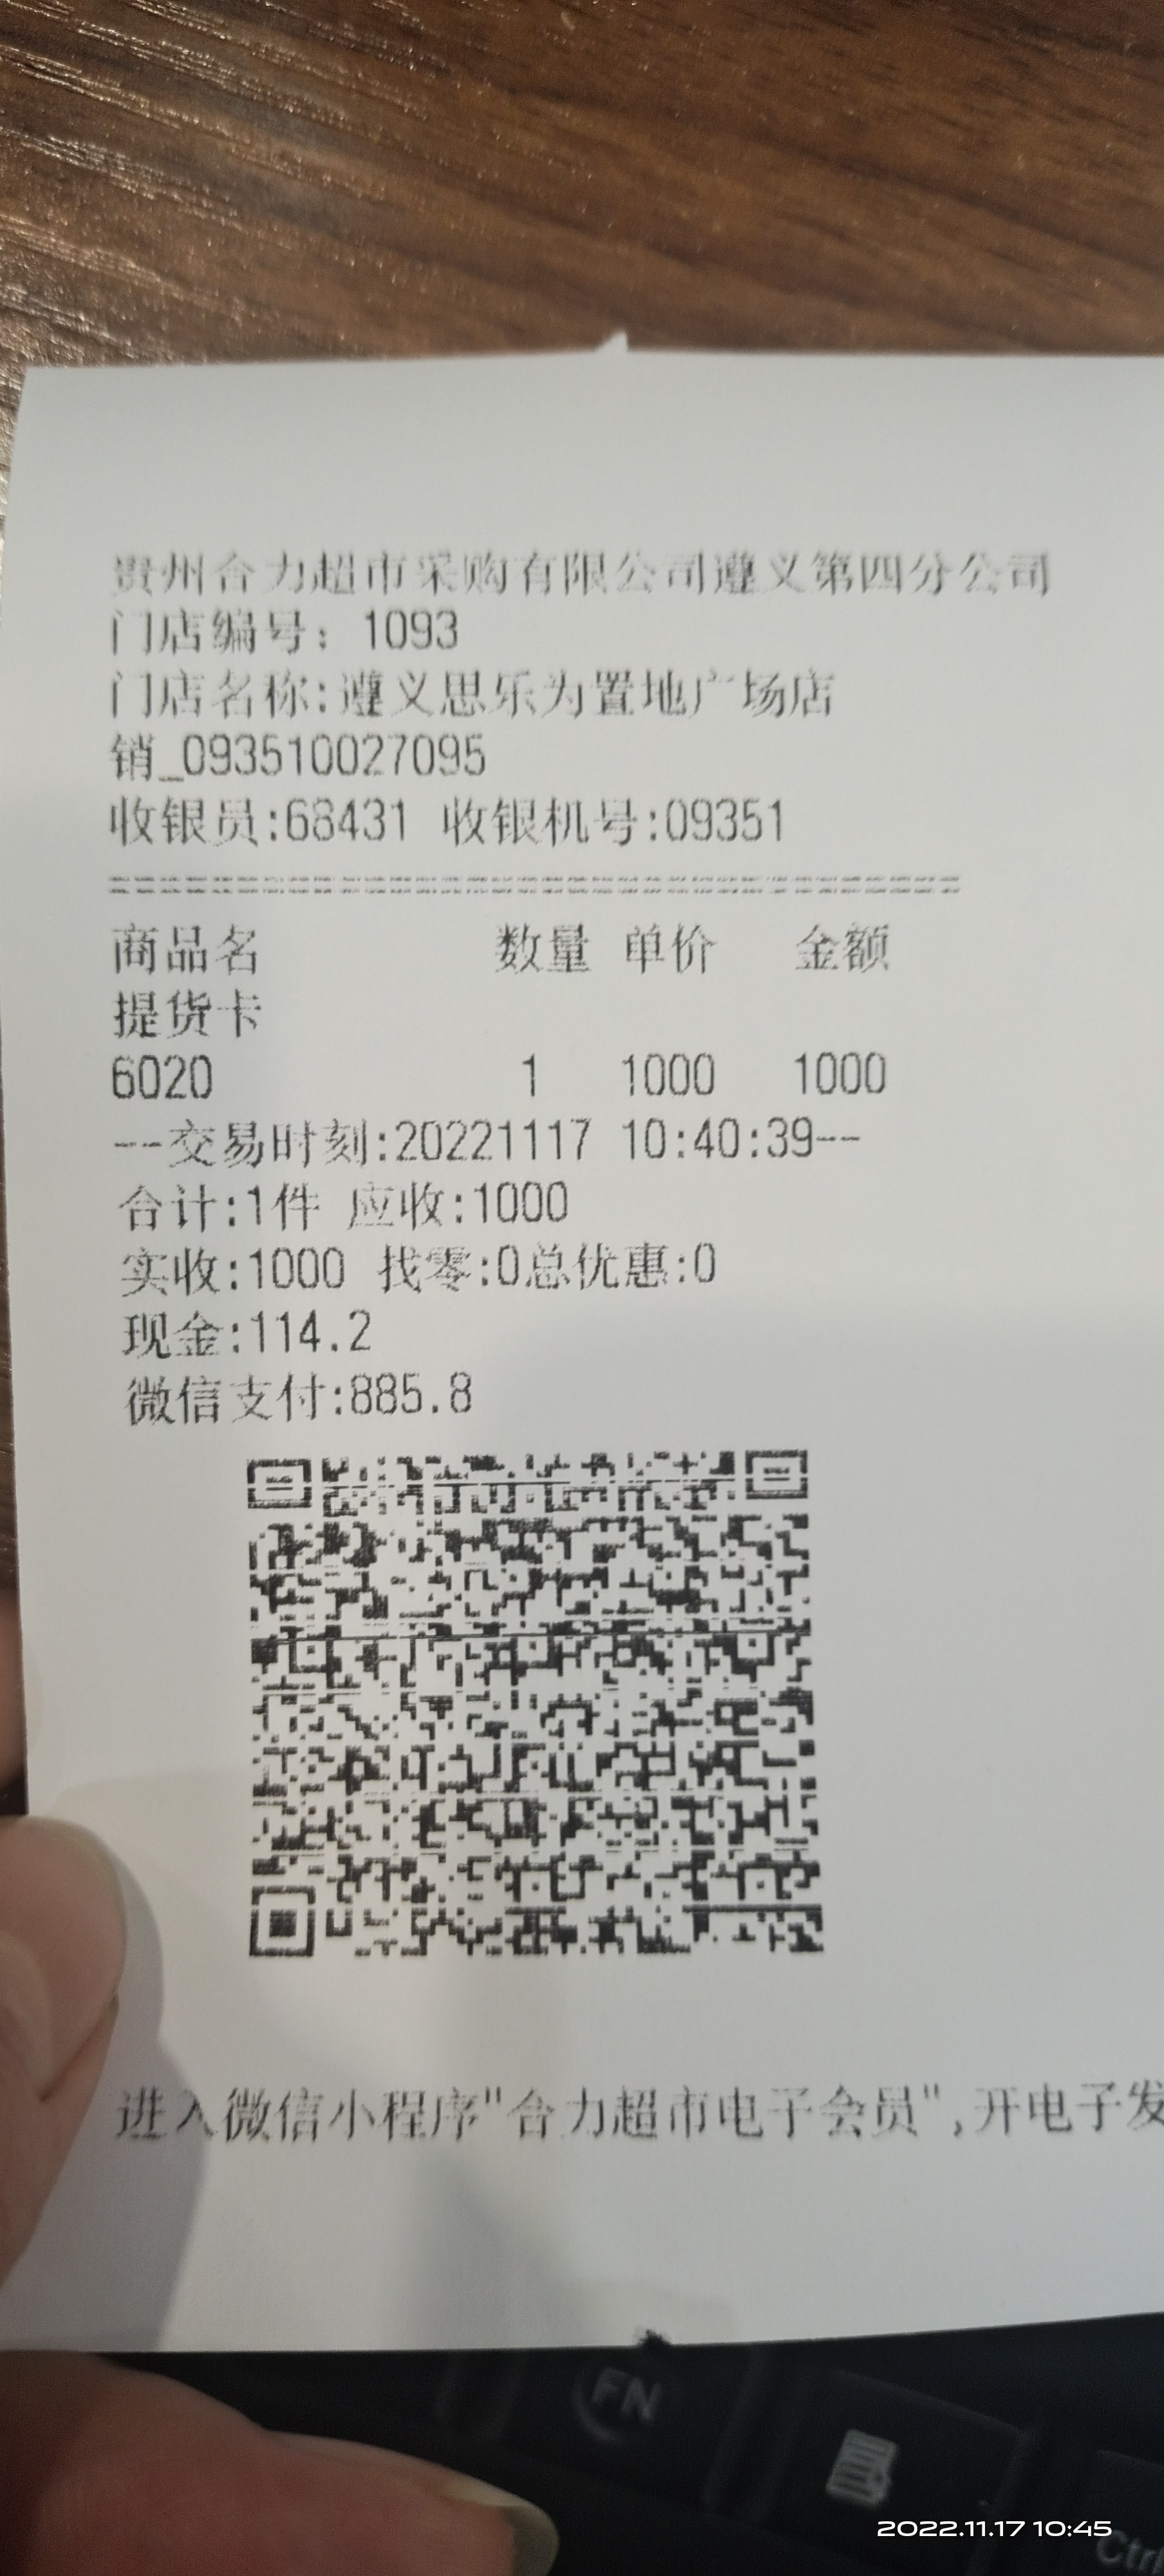 贵州合力超市采购有限公司遵义第四分公司
门店编号：1093
门店名称:遵义思乐为置地广场店
销_093510027095
收银员:68431 收银机号:09351
商品名 数量 单价 金额
提货卡
6020 1 1000 1000
--交易时刻:20221117 10:40:39--
合计:1件 应收:1000
实收:1000 找零:0总优惠:0
现金:114.2
微信支付:885.8
进入微信小程序"合力超市电子会员",开电子发
FN
Ctrl
2022.11.17 10:45